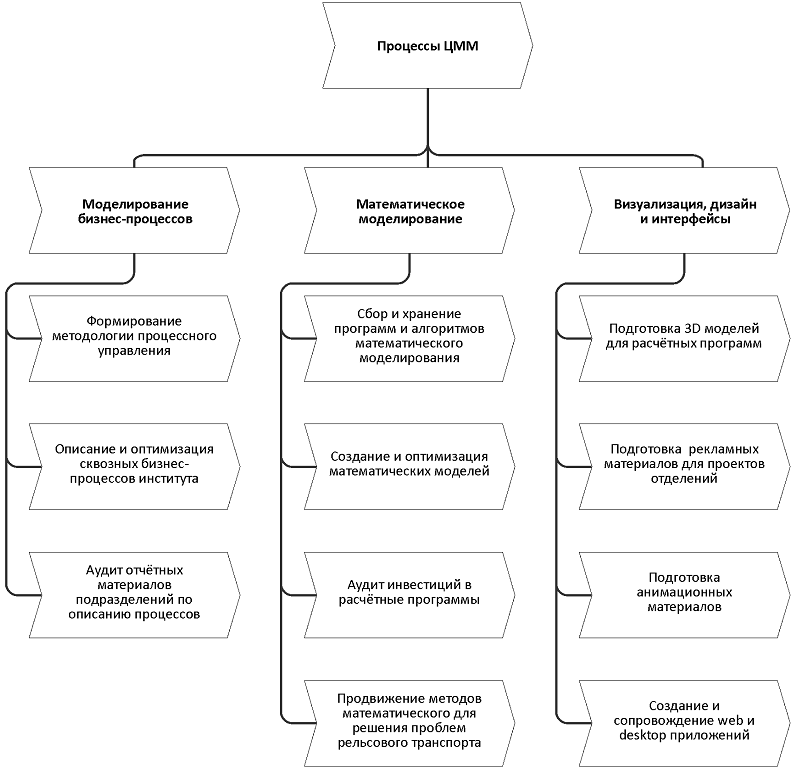 Процессы ЦММ
Моделирование
бизнес-процессов
Математическое
моделирование
Визуализация, дизайн
и интерфейсы
Формирование
методологии процессного
управления
Описание и оптимизация
сквозных бизнес-
процессов института
Аудит отчётных
материалов
подразделений по
описанию процессов
Сбор и хранение
программ и алгоритмов
математического
моделирования
Создание и оптимизация
математических моделей
Аудит инвестиций в
расчётные программы
Продвижение методов
математического для
решения проблем
рельсового транспорта
Подготовка 3D моделей
для расчётных программ
Подготовка рекламных
материалов для проектов
отделений
Подготовка
анимационных
материалов
Создание и
сопровождение web и
desktop приложений